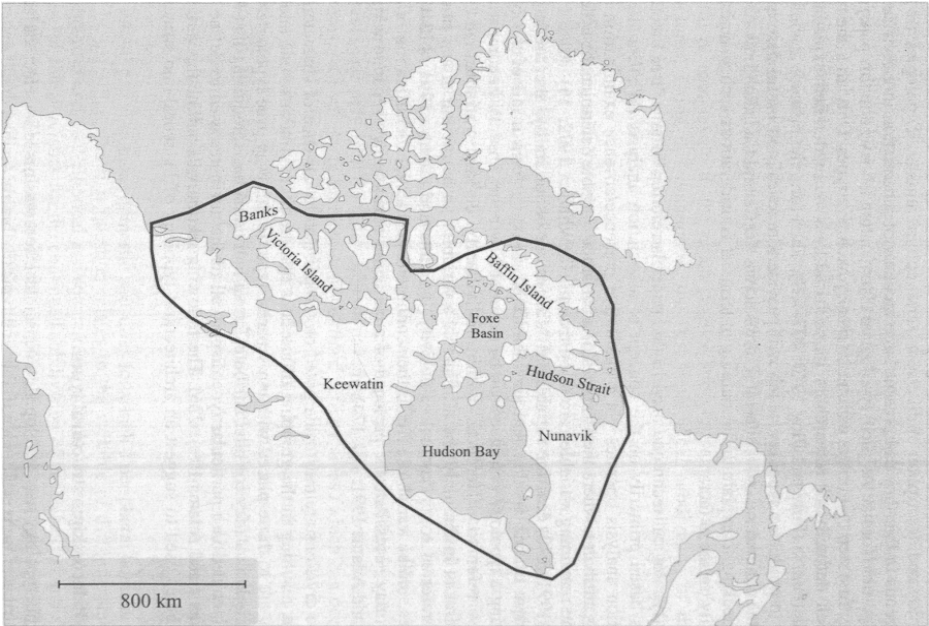 Banks
Victoria Island
Baffin Island
Foxe
Basin
Hudson Strait
Keewatin
Nunavik
Hudson Bay
800 km